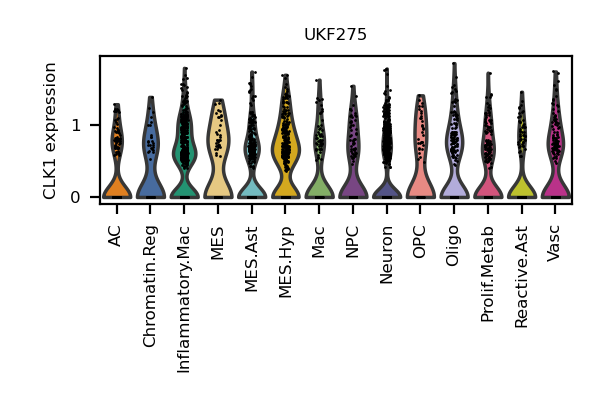 UKF275
CLK1 expression
1
0
AC
Chromatin.Reg
Inflammatory.Mac
MES
MES.Ast
MES.Hyp
Mac
NPC
Neuron
OPC
Oligo
Prolif.Metab
Reactive.Ast
Vasc